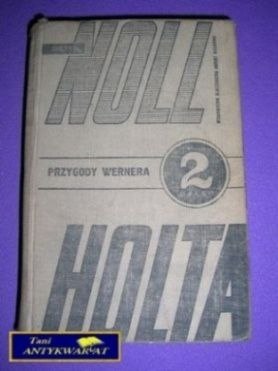 NOLL
PRZYGODY WERNERA
2
HOLTA
Tani
ANTYKWARIAT